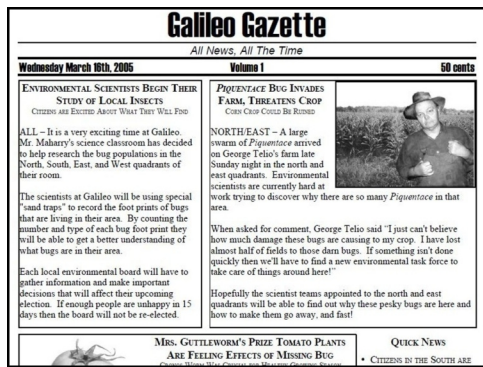 Galileo Gazette
All News, All The Time
Wednesday March 16th, 2005 Volume 1 50 cents
Environmental Scientists Begin Their
Study of Local Insects
Citizens are Excited About What They Will Find
ALL – It is a very exciting time at Galileo.
Mr. Maharry's science classroom has decided
to help research the bug populations in the
North, South, East, and West quadrants of
their room.
The scientists at Galileo will be using special
"sand traps" to record the foot prints of bugs
that are living in their area. By counting the
number and type of each bug foot print they
will be able to get a better understanding of
what bugs are in their area.
Each local environmental board will have to
gather information and make important
decisions that will affect their upcoming
election. If enough people are unhappy in 15
days then the board will not be re-elected.
Piquentace Bug Invades
Farm, Threatens Crop
Corn Crop Could Be Ruined
NORTH/EAST – A large
swarm of Piquentace arrived
on George Telio's farm late
Sunday night in the north and
east quadrants. Environmental
scientists are currently hard at
work trying to discover why there are so many Piquentace in that
area.
When asked for comment, George Telio said “I just can't believe
how much damage these bugs are causing to my crop. I have lost
almost half of fields to those darn bugs. If something isn't done
quickly then we'll have to find a new environmental task force to
take care of things around here!”
Hopefully the scientist teams appointed to the north and east
quadrants will be able to find out why these pesky bugs are here and
how to make them go away, and fast!
Mrs. Guttleworm's Prize Tomato Plants
Are Feeling Effects of Missing Bug
Quick News
• Citizens in the South are